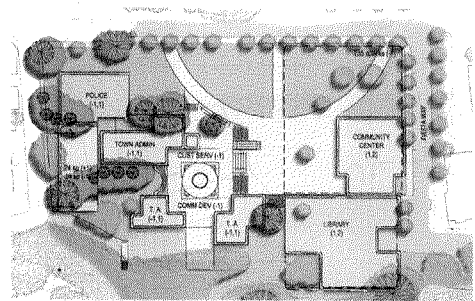 POLICE
(-1,1)
TOWN ADMIN
(-1,1)
CUST SERV (-1)
COMM DEV (-1)
T. A.
(-1,1)
T. A.
(-1,1)
COMMUNITY
CENTER
(1,2)
LIBRARY
(1,2)